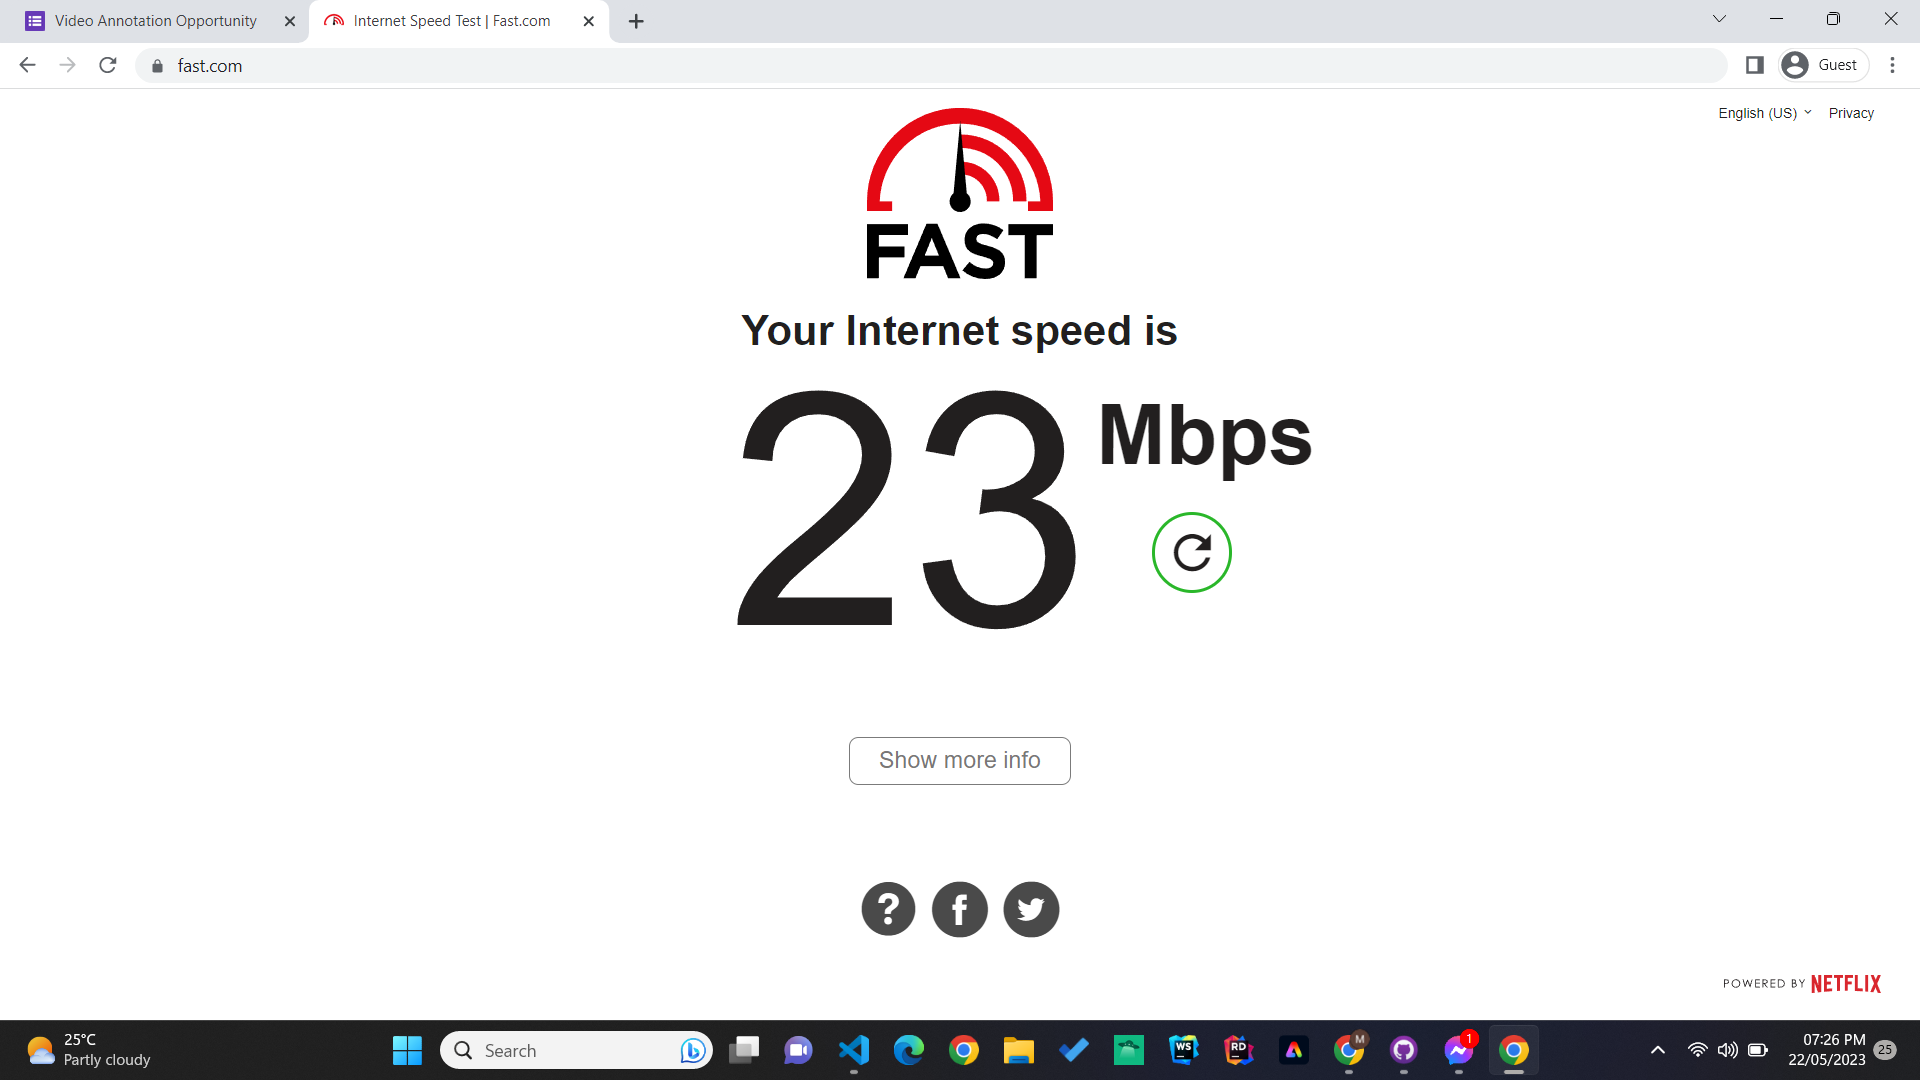 Video Annotation Opportunity
Internet Speed Test | Fast.com
fast.com
Guest
English (US)
Privacy
FAST
Your Internet speed is
23 Mbps
Show more info
?
f
POWERED BY NETFLIX
25°C
Partly cloudy
Search
WS
RD
M
1
07:26 PM
22/05/2023
25